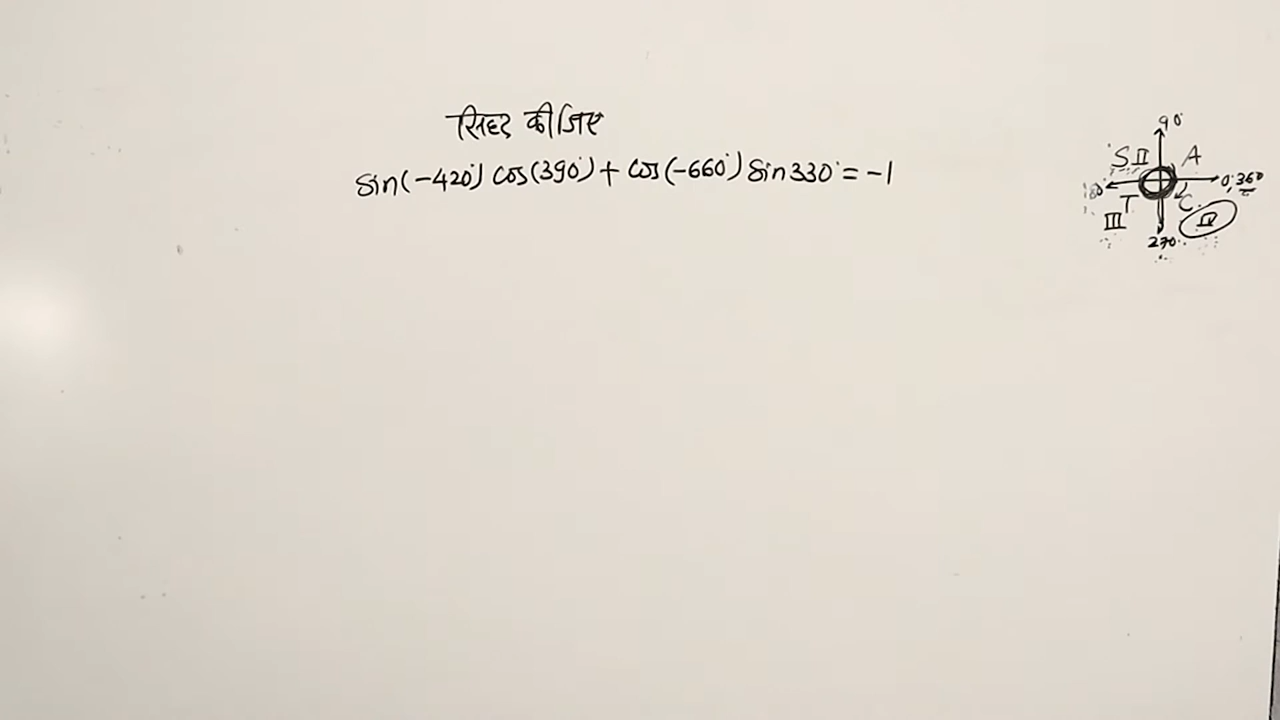 सिद्ध कीजिए
sin(-420°) cos(390°) + cos(-660°) sin 330° = -1
90°
S II A
180 0, 360
T C
III IV
270